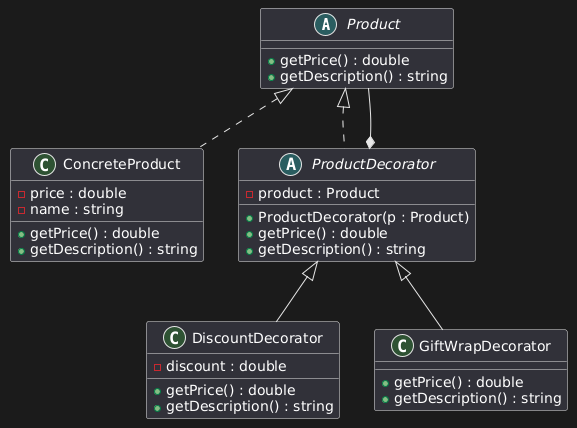 A Product
getPrice() : double
getDescription() : string
C ConcreteProduct
price : double
name : string
getPrice() : double
getDescription() : string
A ProductDecorator
product : Product
ProductDecorator(p : Product)
getPrice() : double
getDescription() : string
C DiscountDecorator
discount : double
getPrice() : double
getDescription() : string
C GiftWrapDecorator
getPrice() : double
getDescription() : string